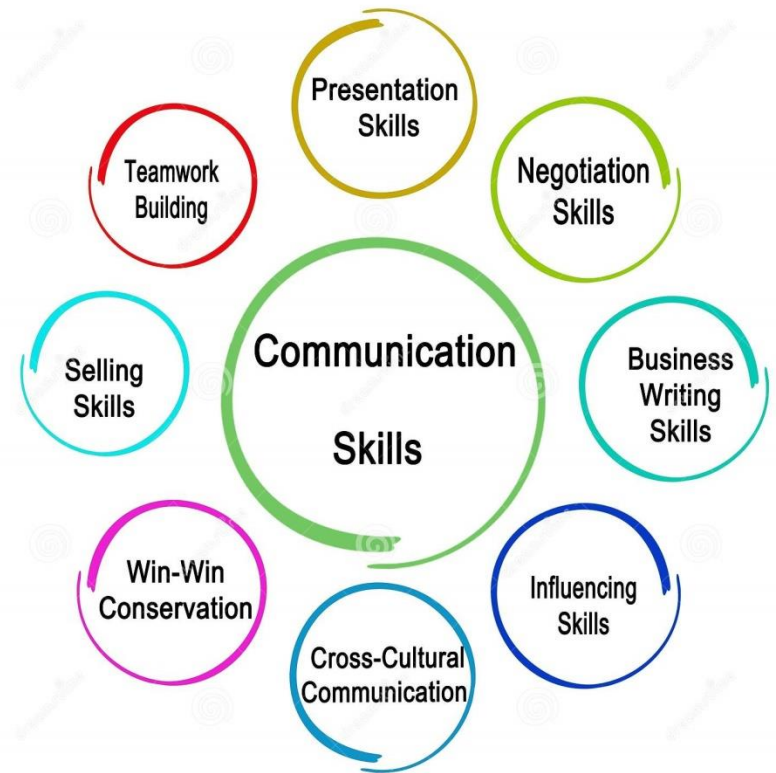 Presentation
Skills
Negotiation
Skills
Business
Writing
Skills
Influencing
Skills
Cross-Cultural
Communication
Win-Win
Conservation
Selling
Skills
Teamwork
Building
Communication
Skills